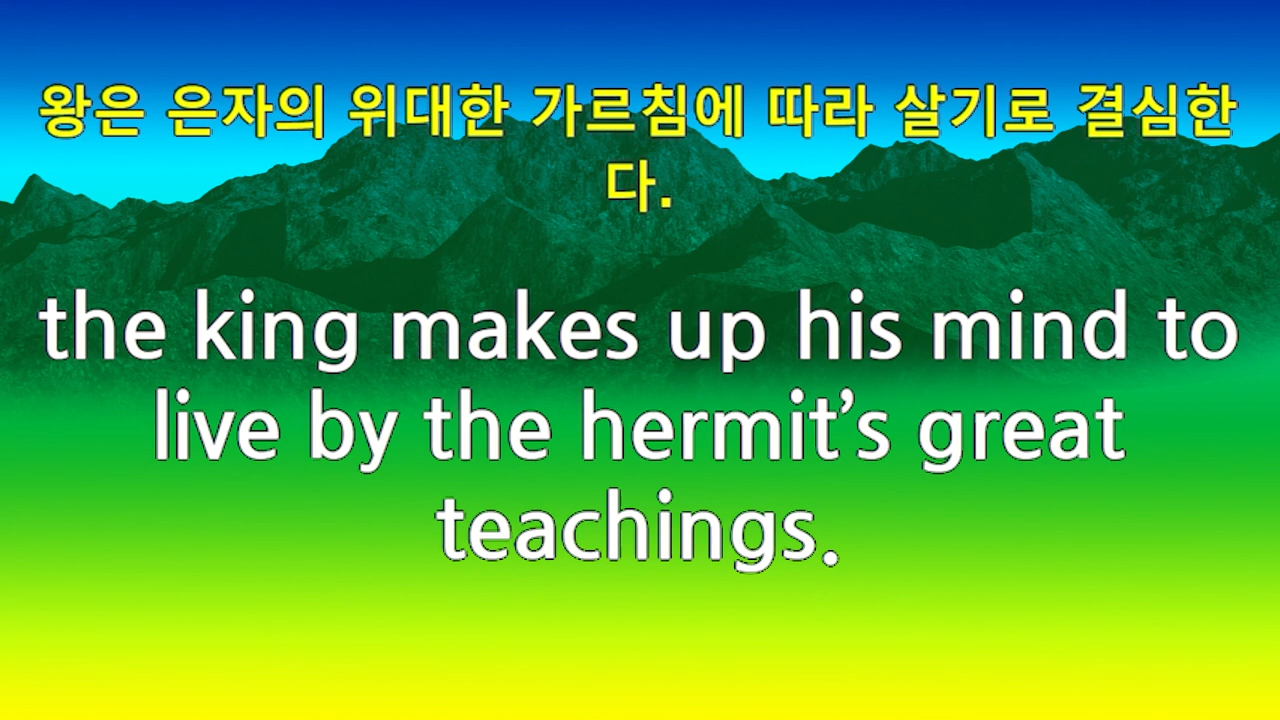 왕은 은자의 위대한 가르침에 따라 살기로 결심한
다.
the king makes up his mind to
live by the hermit’s great
teachings.